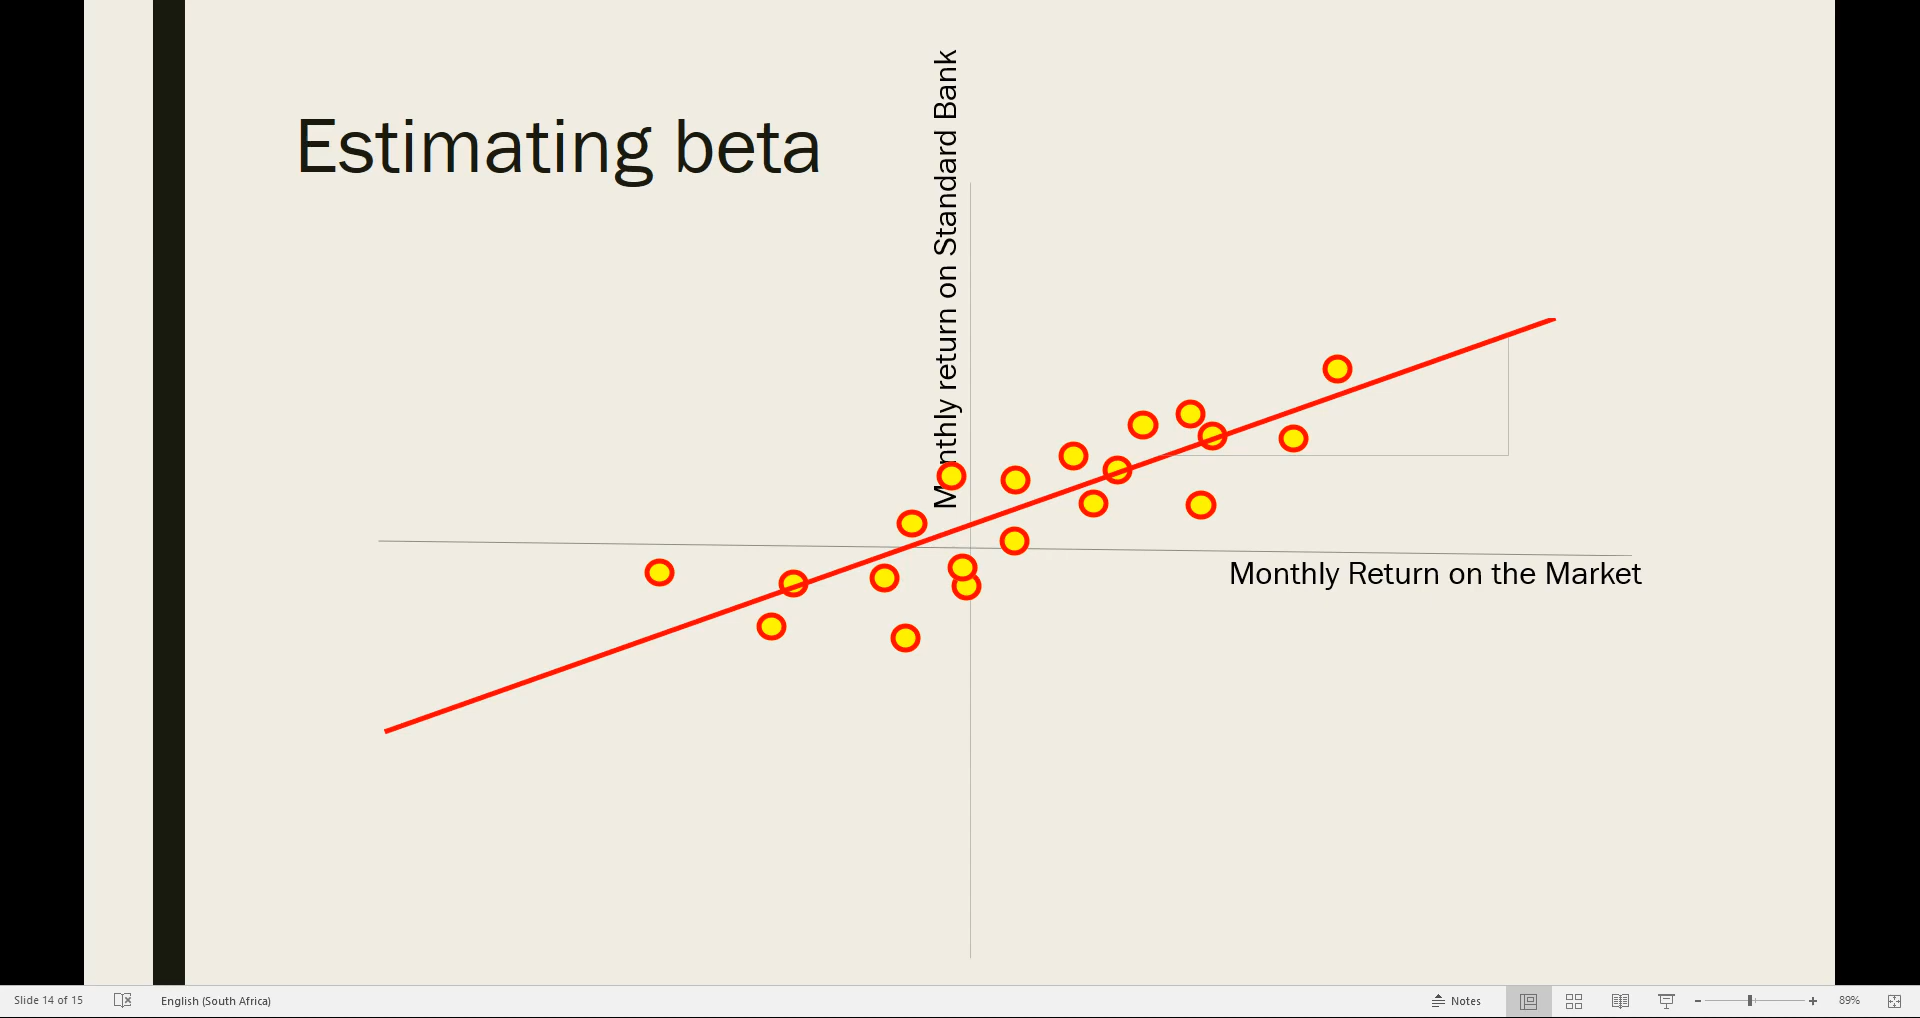 Estimating beta
Monthly return on Standard Bank
Monthly Return on the Market
Slide 14 of 15
English (South Africa)
Notes
89%